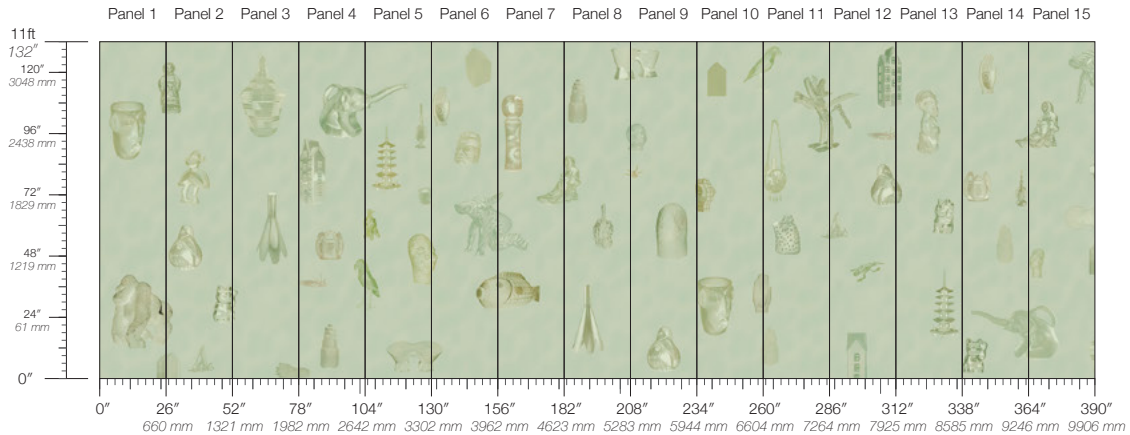 Panel 1 Panel 2 Panel 3 Panel 4 Panel 5 Panel 6 Panel 7 Panel 8 Panel 9 Panel 10 Panel 11 Panel 12 Panel 13 Panel 14 Panel 15
11ft
132″
120″
3048 mm
96″
2438 mm
72″
1829 mm
48″
1219 mm
24″
61 mm
0″
0″ 26″ 52″ 78″ 104″ 130″ 156″ 182″ 208″ 234″ 260″ 286″ 312″ 338″ 364″ 390″
660 mm 1321 mm 1982 mm 2642 mm 3302 mm 3962 mm 4623 mm 5283 mm 5944 mm 6604 mm 7264 mm 7925 mm 8585 mm 9246 mm 9906 mm